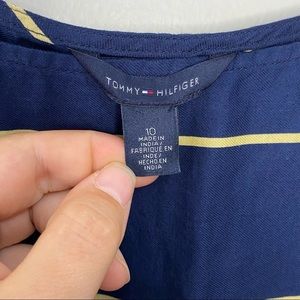 TOMMY HILFIGER
10
MADE IN
INDIA/
FABRIQUÉ EN
INDE/
HECHO EN
INDIA